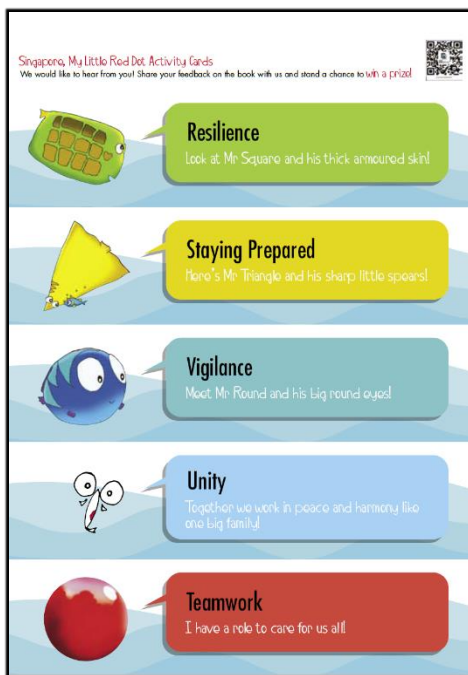 Singapore, My Little Red Dot Activity Cards
We would like to hear from you! Share your feedback on the book with us and stand a chance to win a prize!
Resilience
Look at Mr Square and his thick armoured skin!
Staying Prepared
Here's Mr Triangle and his sharp little spears!
Vigilance
Meet Mr Round and his big round eyes!
Unity
Together we work in peace and harmony like
one big family!
Teamwork
I have a role to care for us all!